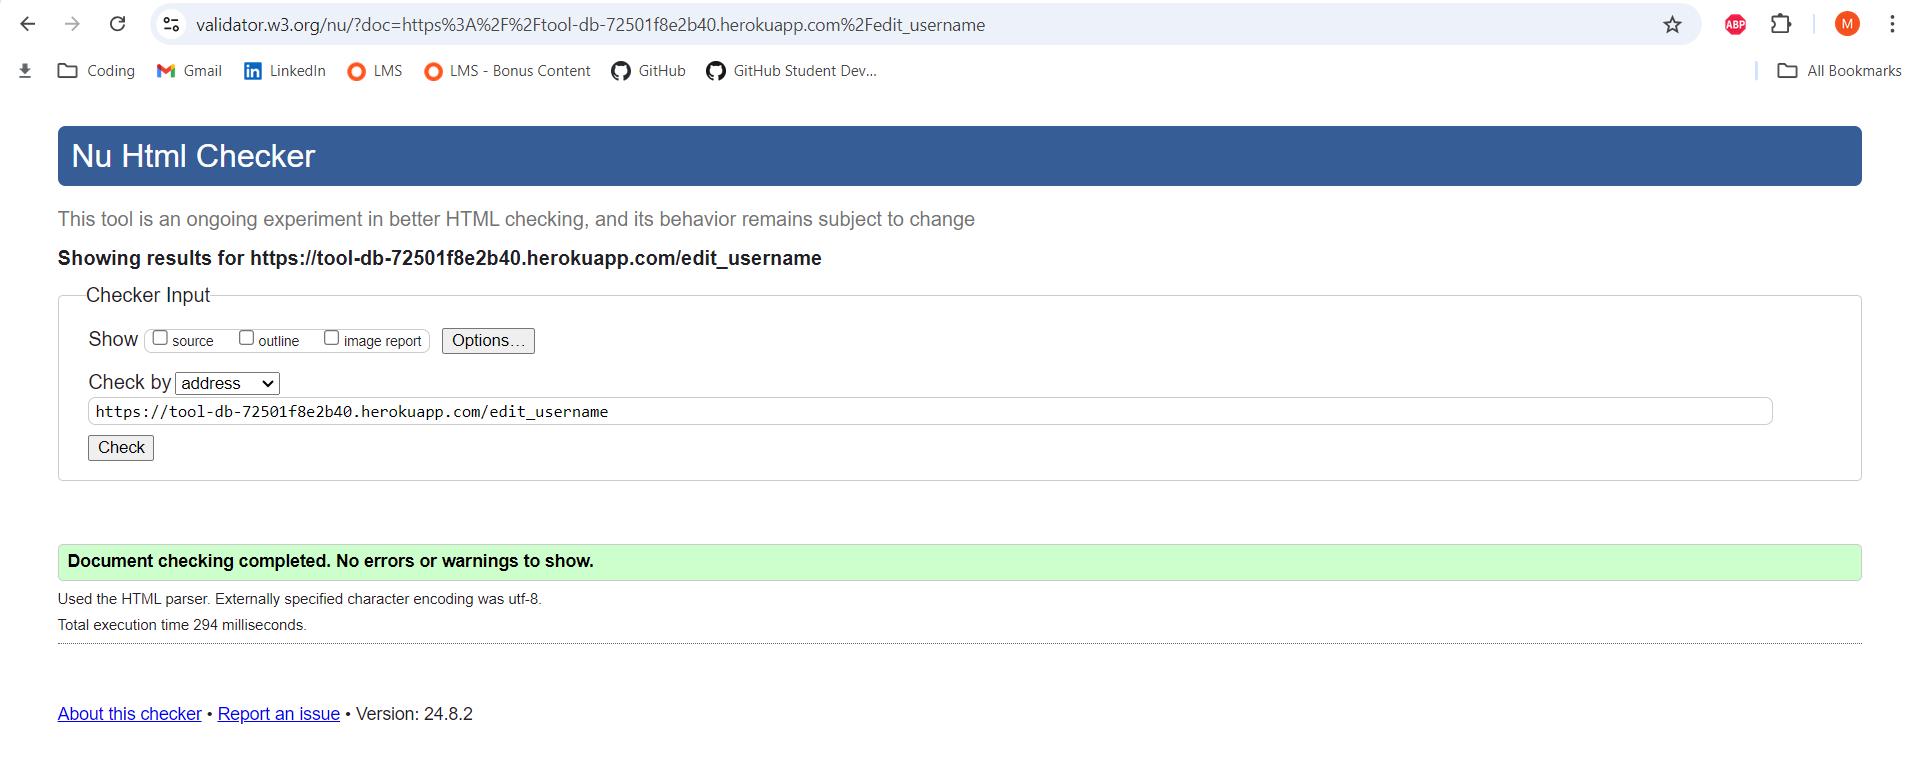 validator.w3.org/nu/?doc=https%3A%2F%2Ftool-db-72501f8e2b40.herokuapp.com%2Fedit_username
ABP
M
Coding
Gmail
LinkedIn
LMS
LMS - Bonus Content
GitHub
GitHub Student Dev...
All Bookmarks
Nu Html Checker
This tool is an ongoing experiment in better HTML checking, and its behavior remains subject to change
Showing results for https://tool-db-72501f8e2b40.herokuapp.com/edit_username
Checker Input
Show source outline image report Options...
Check by address
https://tool-db-72501f8e2b40.herokuapp.com/edit_username
Check
Document checking completed. No errors or warnings to show.
Used the HTML parser. Externally specified character encoding was utf-8.
Total execution time 294 milliseconds.
About this checker • Report an issue • Version: 24.8.2